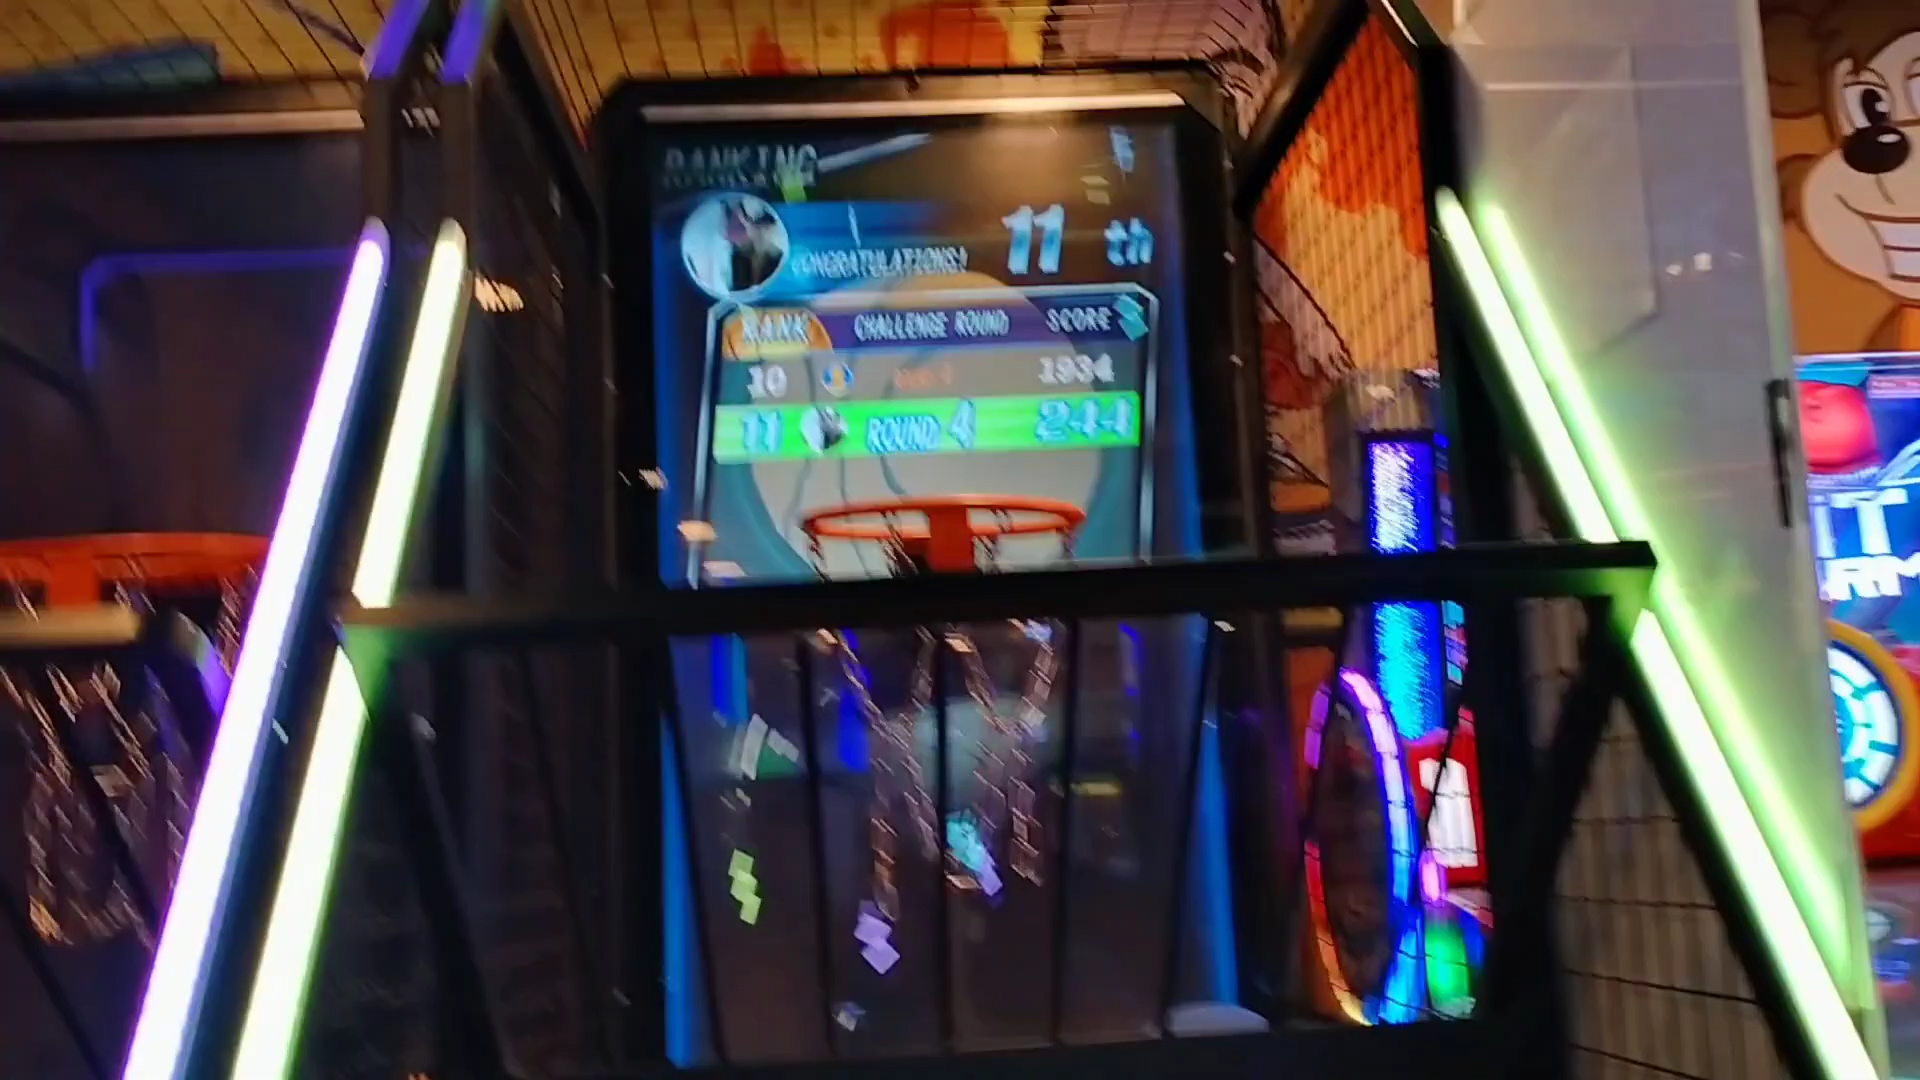 RANKING
CONGRATULATIONS!
11 th
RANK CHALLENGE ROUND SCORE
10 1934
11 ROUND 4 244